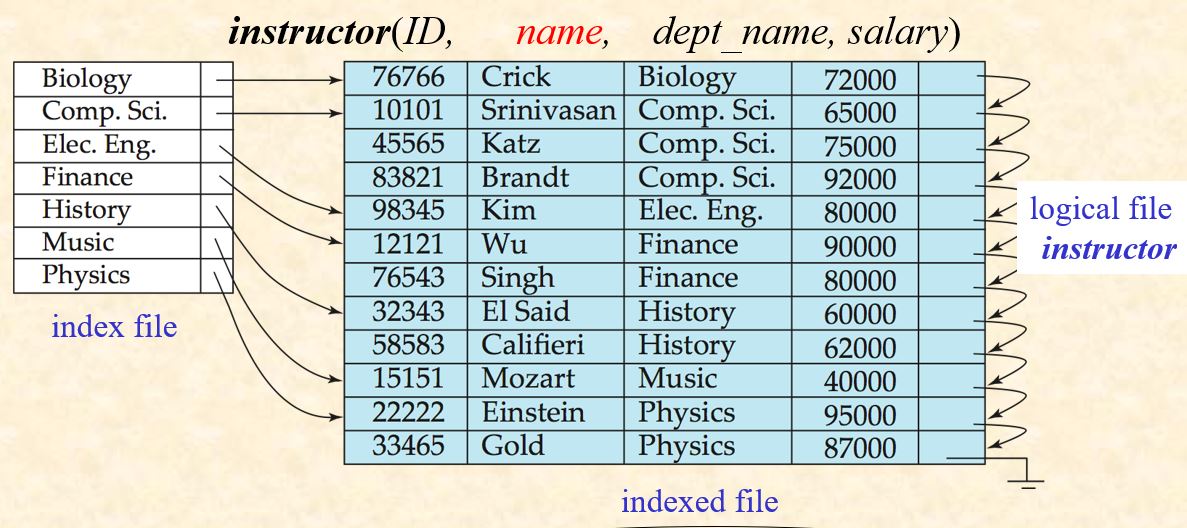 instructor(ID, name, dept_name, salary)
Biology
Comp. Sci.
Elec. Eng.
Finance
History
Music
Physics
index file
76766 Crick Biology 72000
10101 Srinivasan Comp. Sci. 65000
45565 Katz Comp. Sci. 75000
83821 Brandt Comp. Sci. 92000
98345 Kim Elec. Eng. 80000
12121 Wu Finance 90000
76543 Singh Finance 80000
32343 El Said History 60000
58583 Califieri History 62000
15151 Mozart Music 40000
22222 Einstein Physics 95000
33465 Gold Physics 87000
logical file
instructor
indexed file